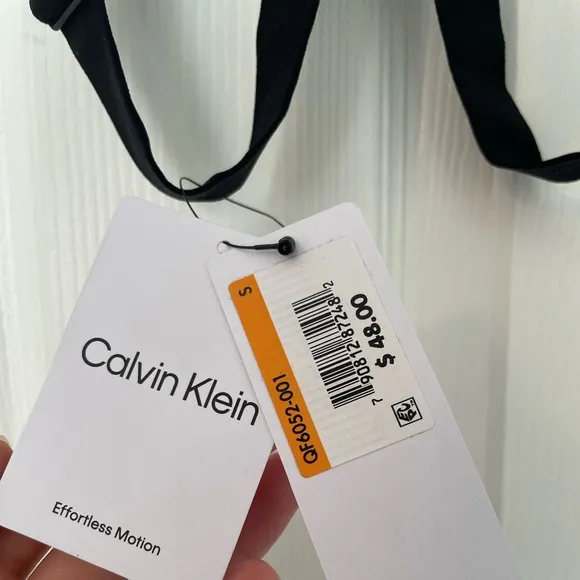 Calvin Klein
Effortless Motion
S
QF6052-001
7 90812 87248 2
$ 48.00